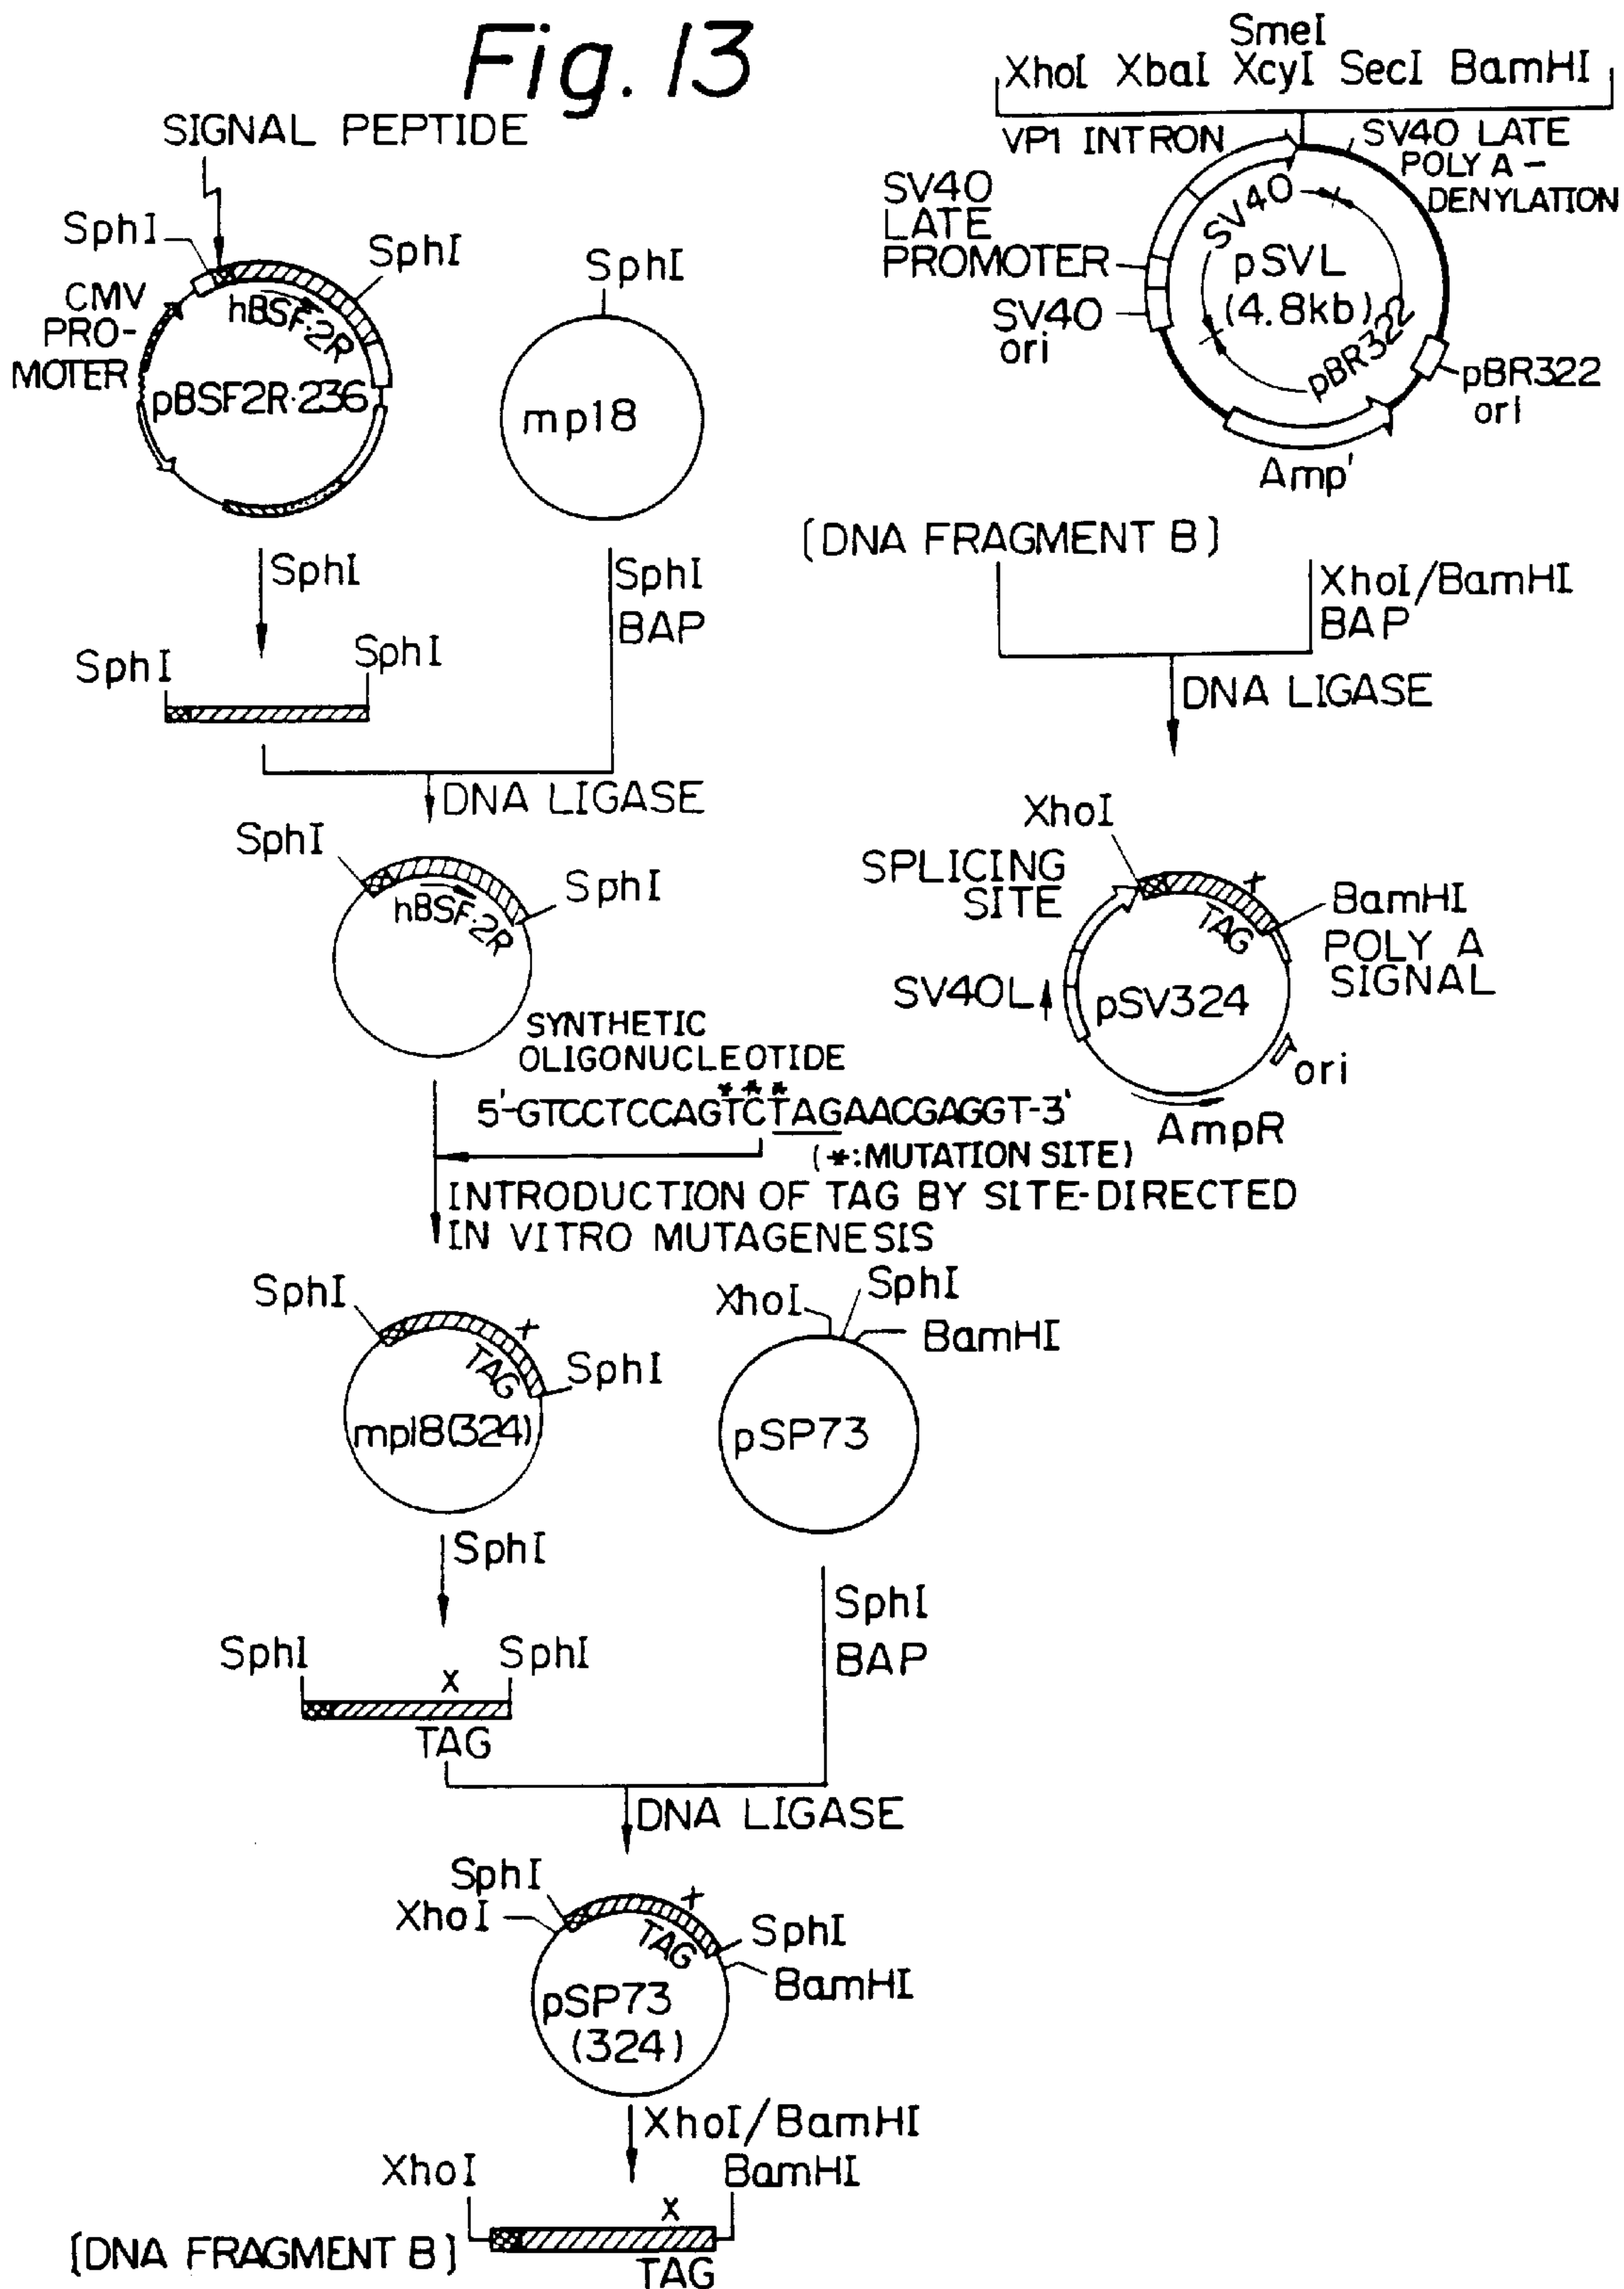 Fig. 13
SIGNAL PEPTIDE
SphI
SphI
CMV
PRO-
MOTER
hBSF·2R
pBSF2R·236
SphI
mp18
SphI
SphI
BAP
SphI
SphI
DNA LIGASE
SphI
SphI
hBSF·2R
SYNTHETIC
OLIGONUCLEOTIDE
***
5'-GTCCTCCAGTCTAGAACGAGGT-3'
(*:MUTATION SITE)
INTRODUCTION OF TAG BY SITE-DIRECTED
IN VITRO MUTAGENESIS
SphI
+
TAG
SphI
mp18(324)
XhoI
SphI
BamHI
pSP73
SphI
SphI
BAP
SphI
x
SphI
TAG
DNA LIGASE
SphI
XhoI
+
TAG
SphI
BamHI
pSP73
(324)
XhoI/BamHI
XhoI
BamHI
x
[DNA FRAGMENT B]
TAG
SmeI
XhoI XbaI XcyI SecI BamHI
VP1 INTRON
SV40 LATE
POLY A-
DENYLATION
SV40
LATE
PROMOTER
SV40
ori
SV40
pSVL
(4.8kb)
pBR322
pBR322
ori
Amp'
[DNA FRAGMENT B]
XhoI/BamHI
BAP
DNA LIGASE
XhoI
SPLICING
SITE
+
TAG
BamHI
POLY A
SIGNAL
SV40L
pSV324
ori
AmpR